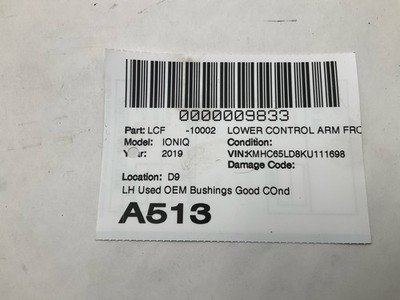 0000009833
Part: LCF -10002 LOWER CONTROL ARM FRO
Model: IONIQ Condition:
Year: 2019 VIN:KMHC65LD8KU111698
Damage Code:
Location: D9
LH Used OEM Bushings Good COnd
A513